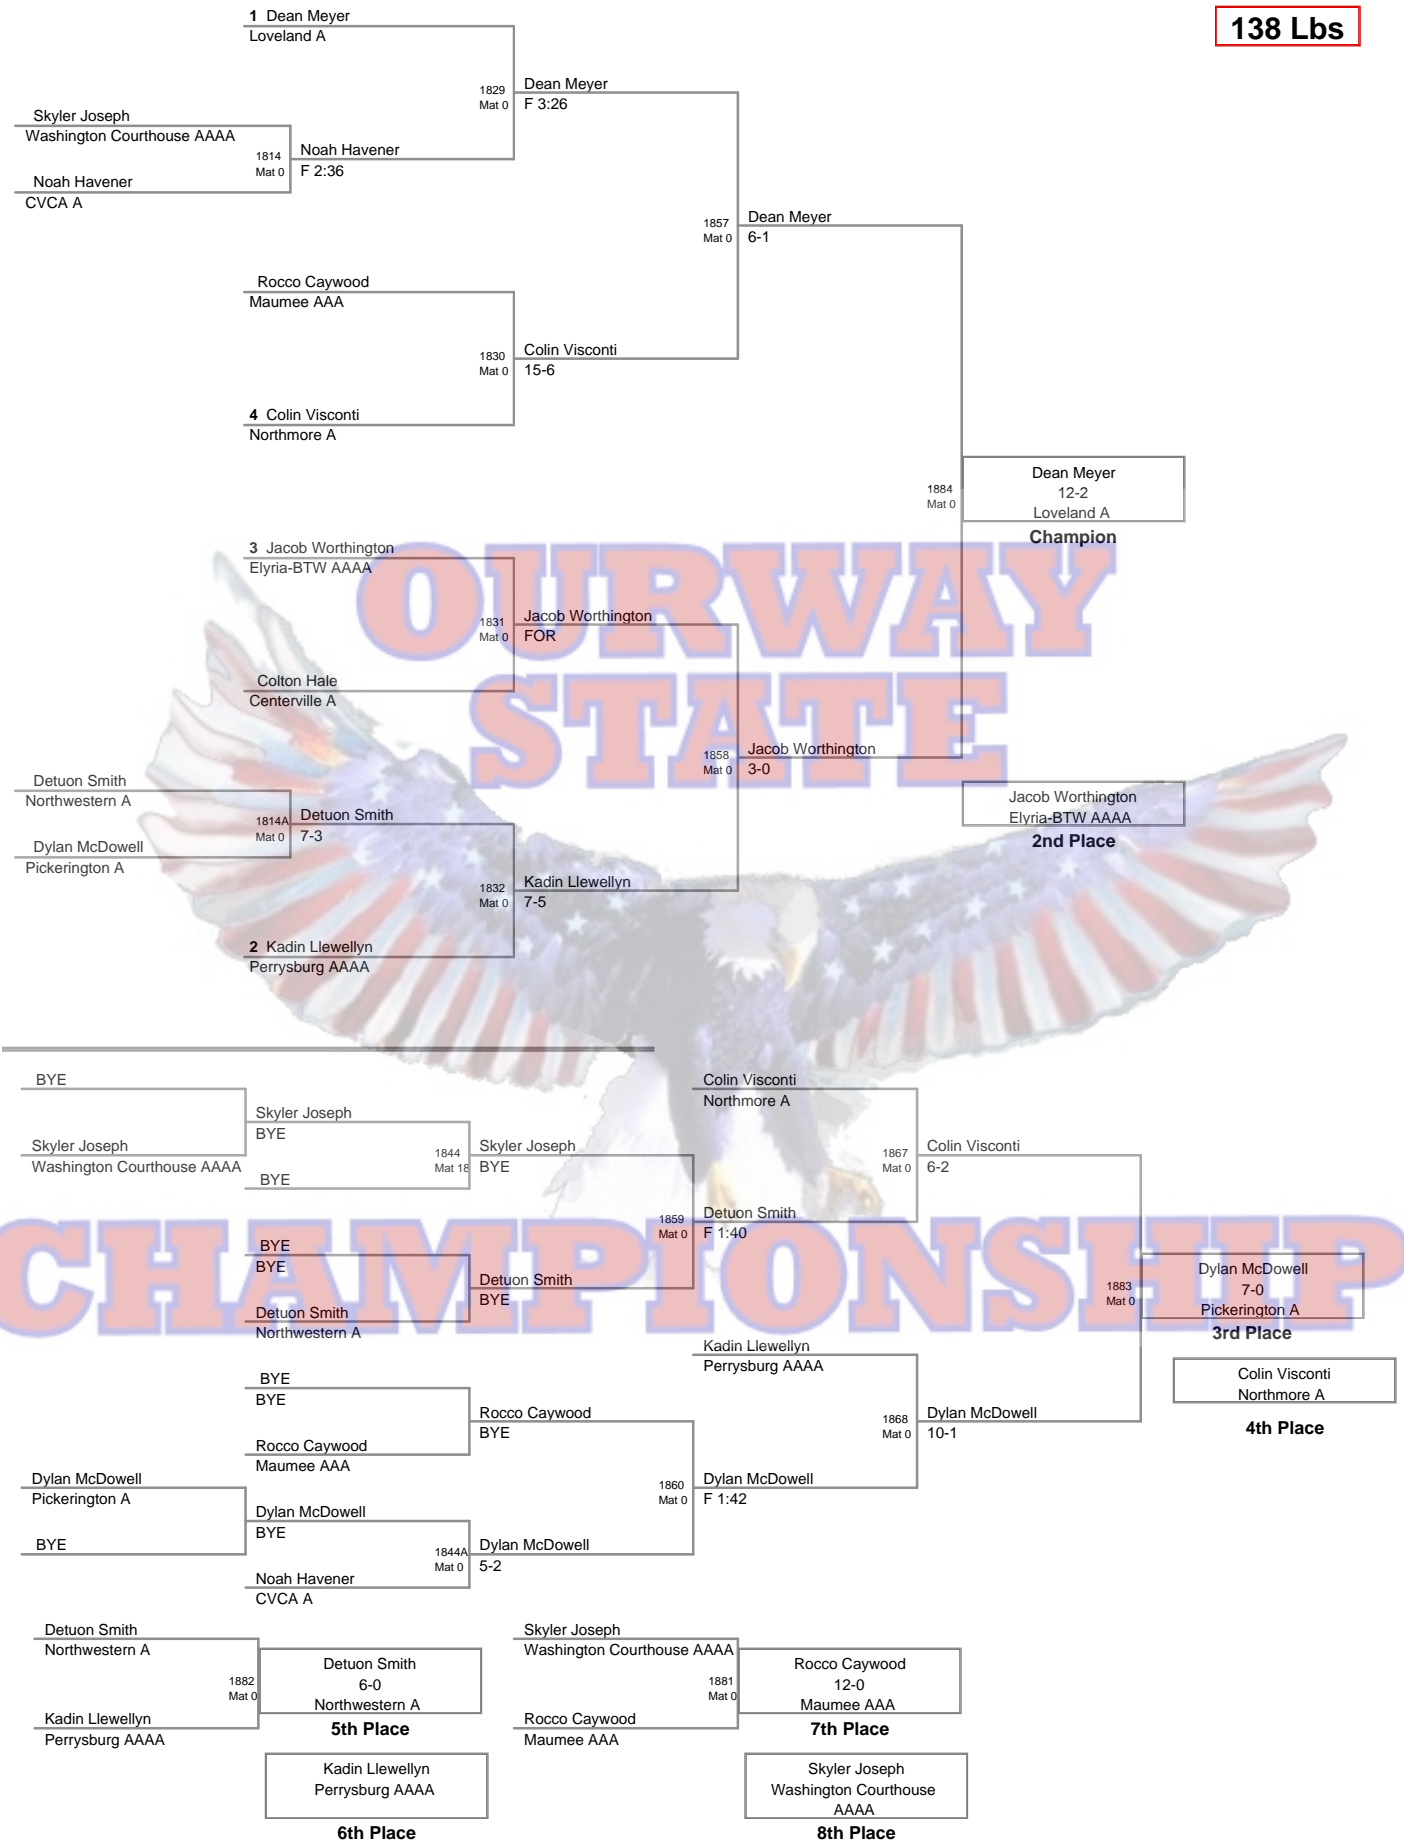 138 Lbs
1 Dean Meyer
Loveland A
1829
Mat 0
Dean Meyer
F 3:26
Skyler Joseph
Washington Courthouse AAAA
1814
Mat 0
Noah Havener
F 2:36
Noah Havener
CVCA A
1857
Mat 0
Dean Meyer
6-1
Rocco Caywood
Maumee AAA
1830
Mat 0
Colin Visconti
15-6
4 Colin Visconti
Northmore A
1884
Mat 0
Dean Meyer
12-2
Loveland A
Champion
3 Jacob Worthington
Elyria-BTW AAAA
OURWAY
STATE
1831
Mat 0
Jacob Worthington
FOR
Colton Hale
Centerville A
1858
Mat 0
Jacob Worthington
3-0
Detuon Smith
Northwestern A
1814A
Mat 0
Detuon Smith
7-3
Dylan McDowell
Pickerington A
Jacob Worthington
Elyria-BTW AAAA
2nd Place
1832
Mat 0
Kadin Llewellyn
7-5
2 Kadin Llewellyn
Perrysburg AAAA
BYE
Skyler Joseph
BYE
Skyler Joseph
Washington Courthouse AAAA
BYE
1844
Mat 18
Skyler Joseph
BYE
Colin Visconti
Northmore A
1867
Mat 0
Colin Visconti
6-2
1859
Mat 0
Detuon Smith
F 1:40
CHAMPIONSHIP
BYE
BYE
Detuon Smith
BYE
Detuon Smith
Northwestern A
1883
Mat 0
Dylan McDowell
7-0
Pickerington A
3rd Place
Kadin Llewellyn
Perrysburg AAAA
Colin Visconti
Northmore A
4th Place
BYE
BYE
Rocco Caywood
BYE
Rocco Caywood
Maumee AAA
1868
Mat 0
Dylan McDowell
10-1
Dylan McDowell
Pickerington A
1860
Mat 0
Dylan McDowell
F 1:42
Dylan McDowell
BYE
BYE
1844A
Mat 0
Dylan McDowell
5-2
Noah Havener
CVCA A
Detuon Smith
Northwestern A
1882
Mat 0
Detuon Smith
6-0
Northwestern A
5th Place
Kadin Llewellyn
Perrysburg AAAA
Kadin Llewellyn
Perrysburg AAAA
6th Place
Skyler Joseph
Washington Courthouse AAAA
1881
Mat 0
Rocco Caywood
12-0
Maumee AAA
7th Place
Rocco Caywood
Maumee AAA
Skyler Joseph
Washington Courthouse
AAAA
8th Place